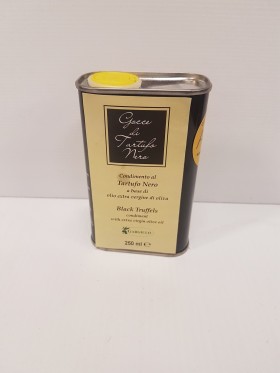 Gocce
di
Tartufo
Nero
Condimento al
Tartufo Nero
a base di
olio extra vergine di oliva
Black Truffele
condiment
with extra virgin olive oil
250 ml e